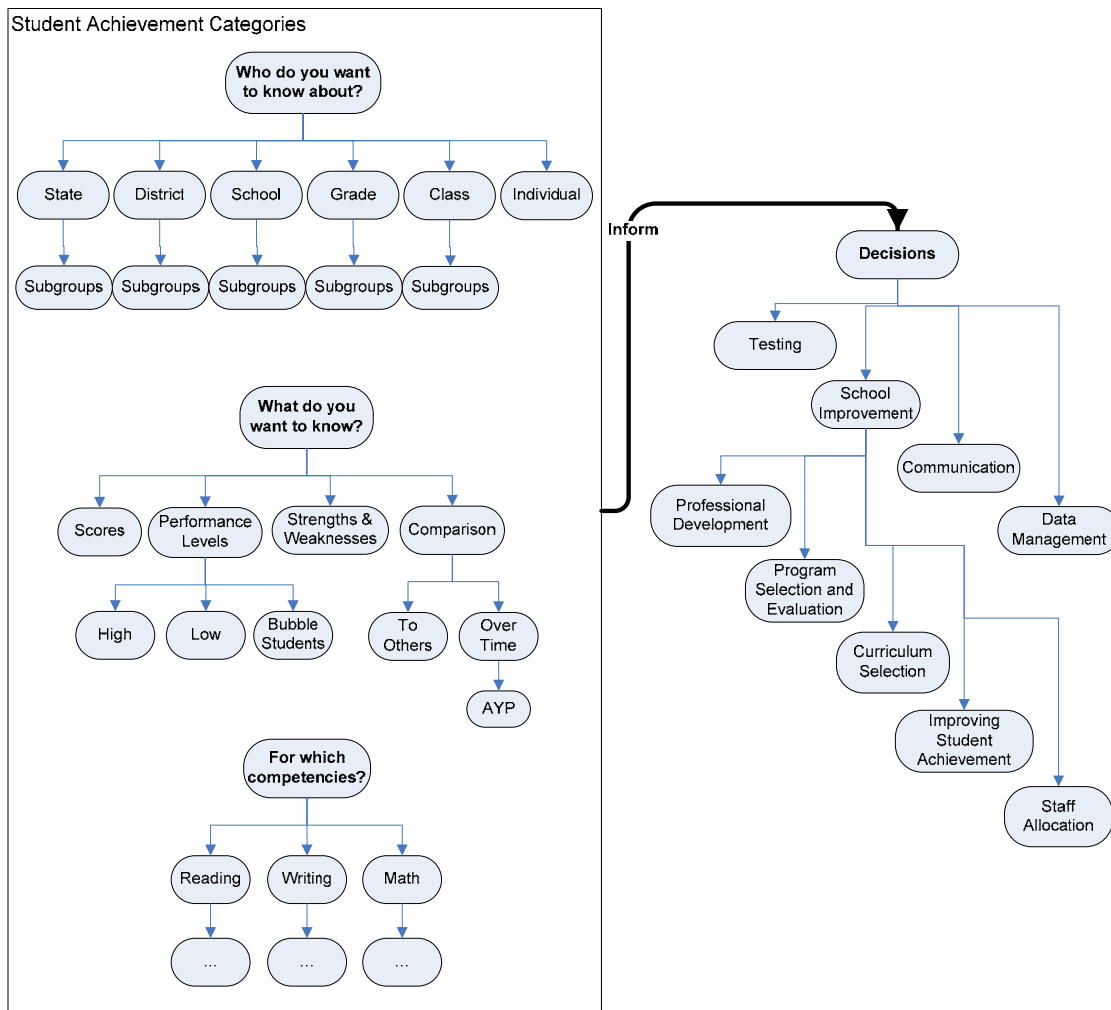 Student Achievement Categories
Who do you want
to know about?
State
District
School
Grade
Class
Individual
Subgroups
Subgroups
Subgroups
Subgroups
Subgroups
What do you
want to know?
Scores
Performance
Levels
Strengths &
Weaknesses
Comparison
High
Low
Bubble
Students
To
Others
Over
Time
AYP
For which
competencies?
Reading
Writing
Math
...
...
...
Inform
Decisions
Testing
School
Improvement
Communication
Data
Management
Professional
Development
Program
Selection and
Evaluation
Curriculum
Selection
Improving
Student
Achievement
Staff
Allocation